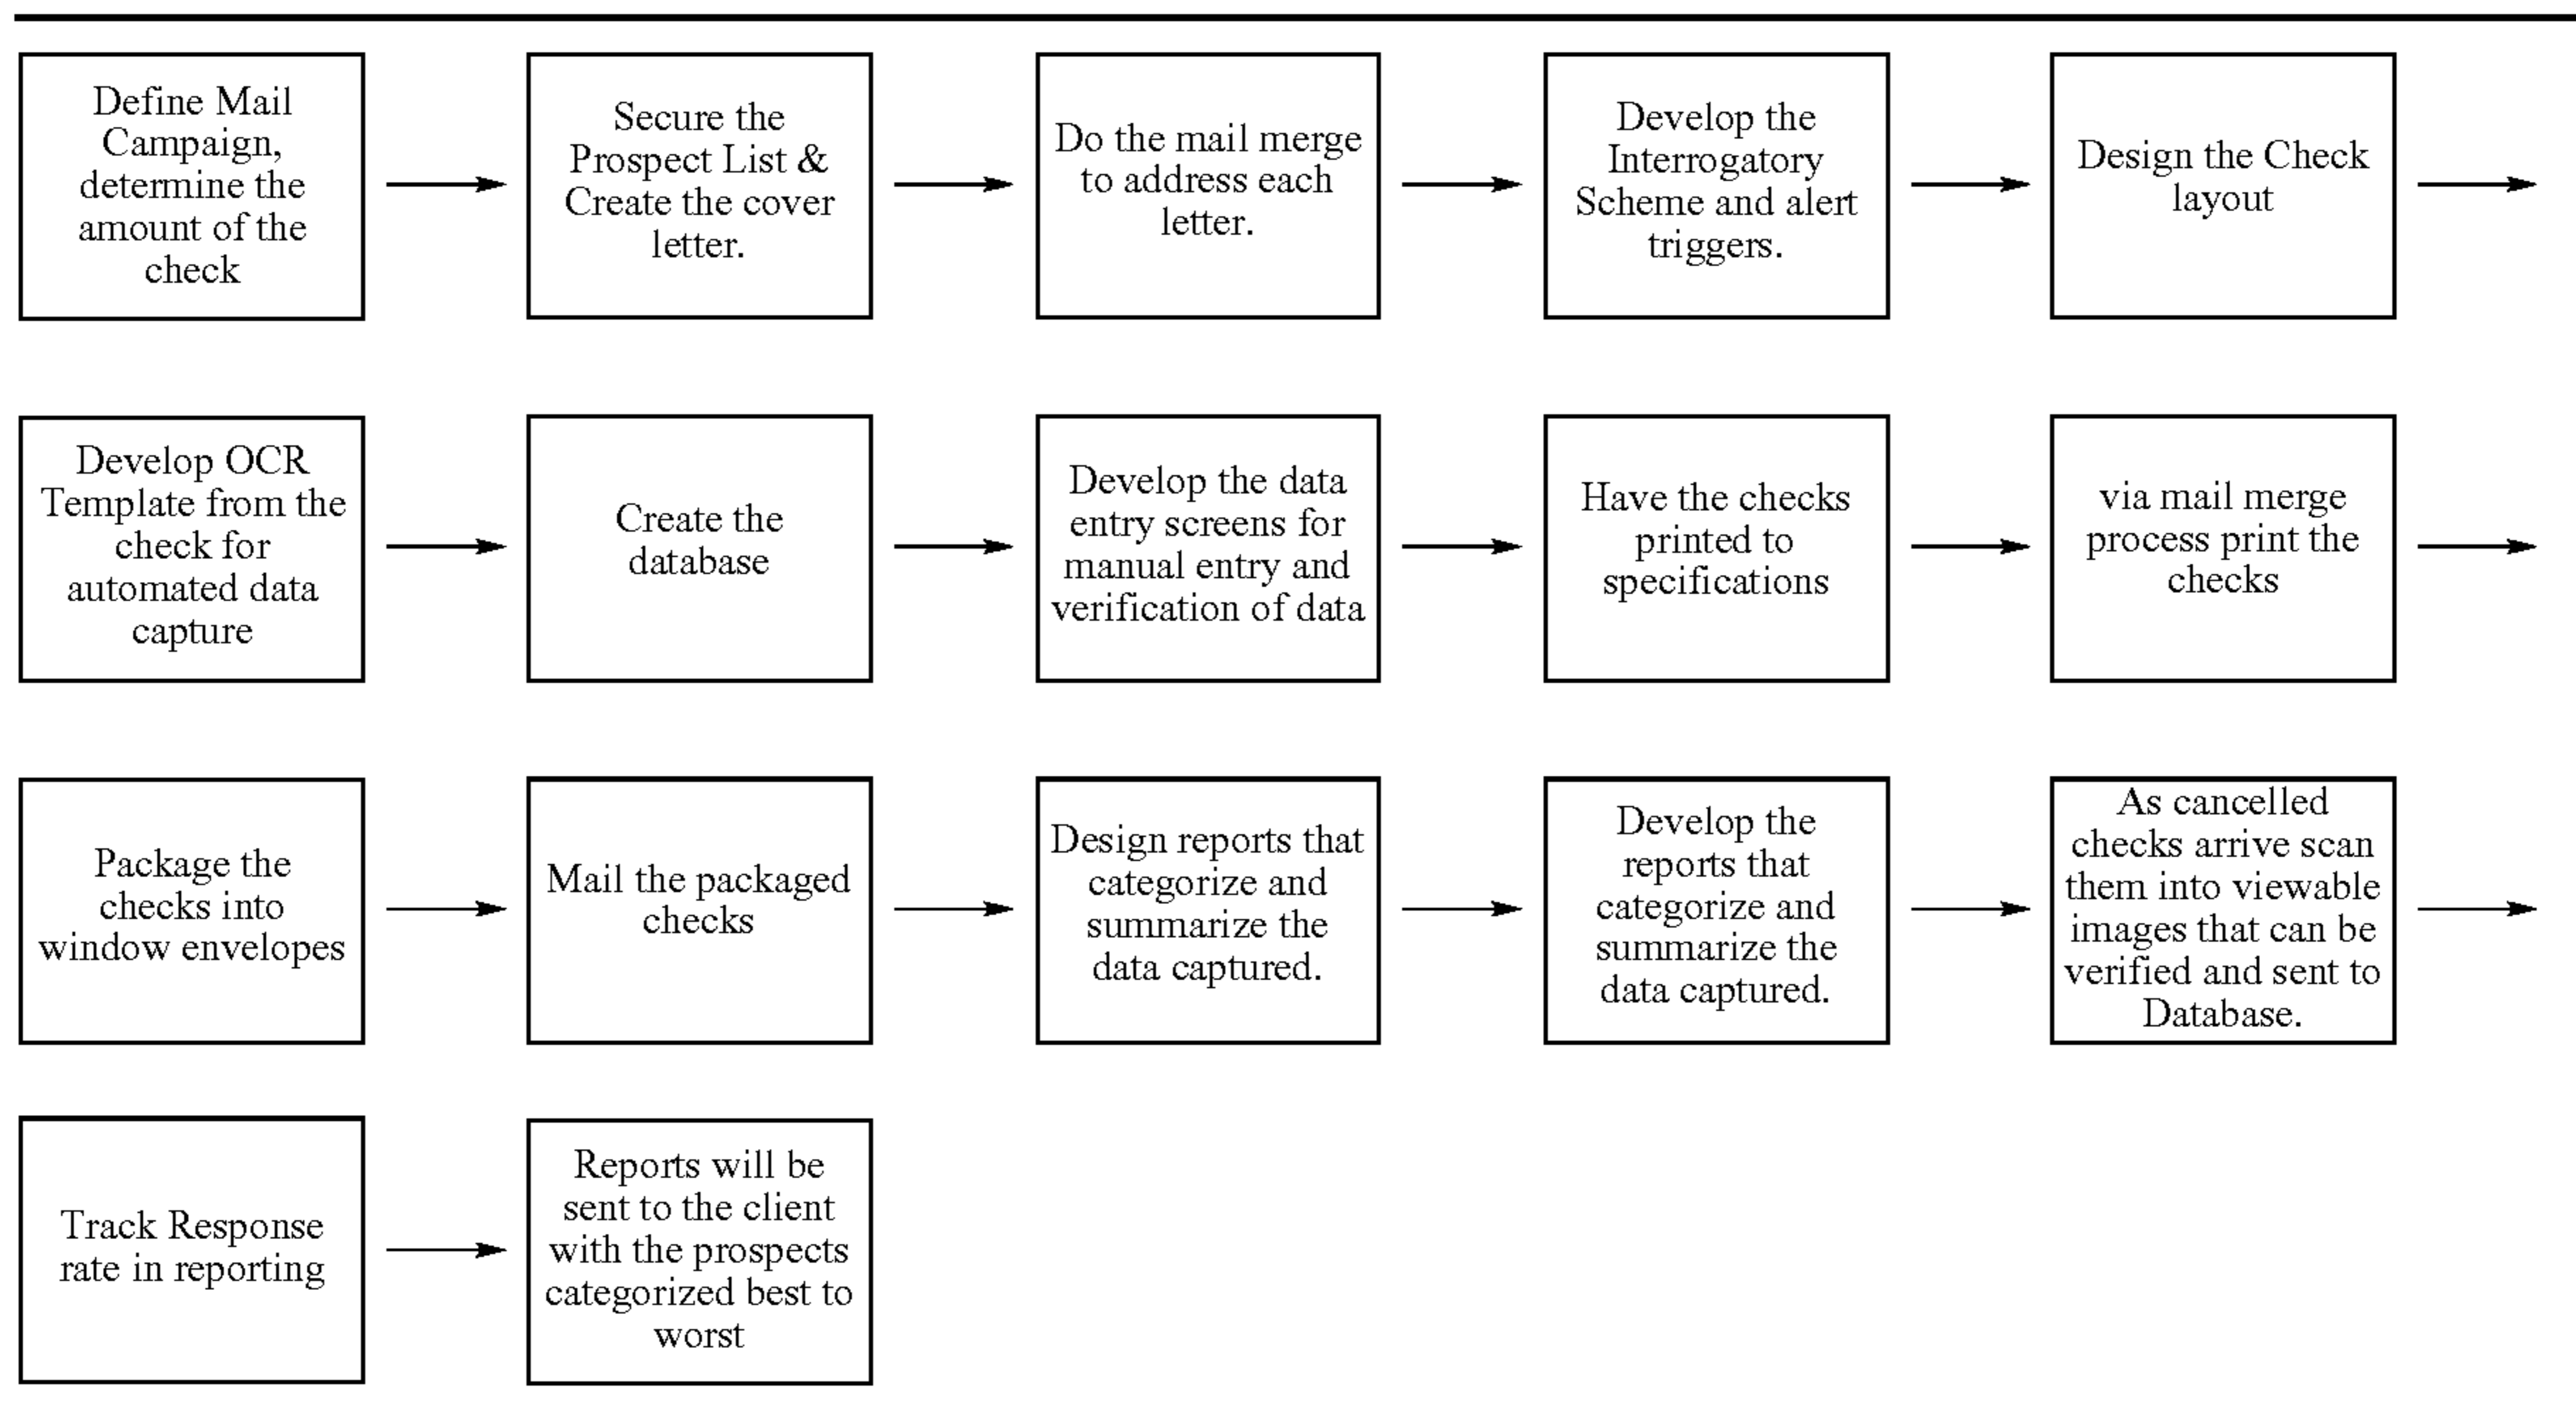 Define Mail
Campaign,
determine the
amount of the
check
Secure the
Prospect List &
Create the cover
letter.
Do the mail merge
to address each
letter.
Develop the
Interrogatory
Scheme and alert
triggers.
Design the Check
layout
Develop OCR
Template from the
check for
automated data
capture
Create the
database
Develop the data
entry screens for
manual entry and
verification of data
Have the checks
printed to
specifications
via mail merge
process print the
checks
Package the
checks into
window envelopes
Mail the packaged
checks
Design reports that
categorize and
summarize the
data captured.
Develop the
reports that
categorize and
summarize the
data captured.
As cancelled
checks arrive scan
them into viewable
images that can be
verified and sent to
Database.
Track Response
rate in reporting
Reports will be
sent to the client
with the prospects
categorized best to
worst